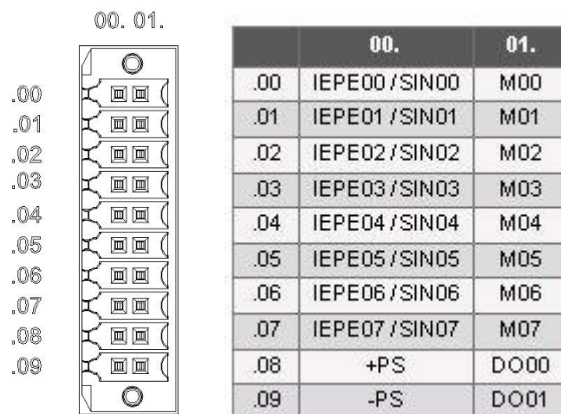 00. 01.
.00
.01
.02
.03
.04
.05
.06
.07
.08
.09
00. 01.
.00 IEPE00/SIN00 M00
.01 IEPE01/SIN01 M01
.02 IEPE02/SIN02 M02
.03 IEPE03/SIN03 M03
.04 IEPE04/SIN04 M04
.05 IEPE05/SIN05 M05
.06 IEPE06/SIN06 M06
.07 IEPE07/SIN07 M07
.08 +PS DO00
.09 -PS DO01